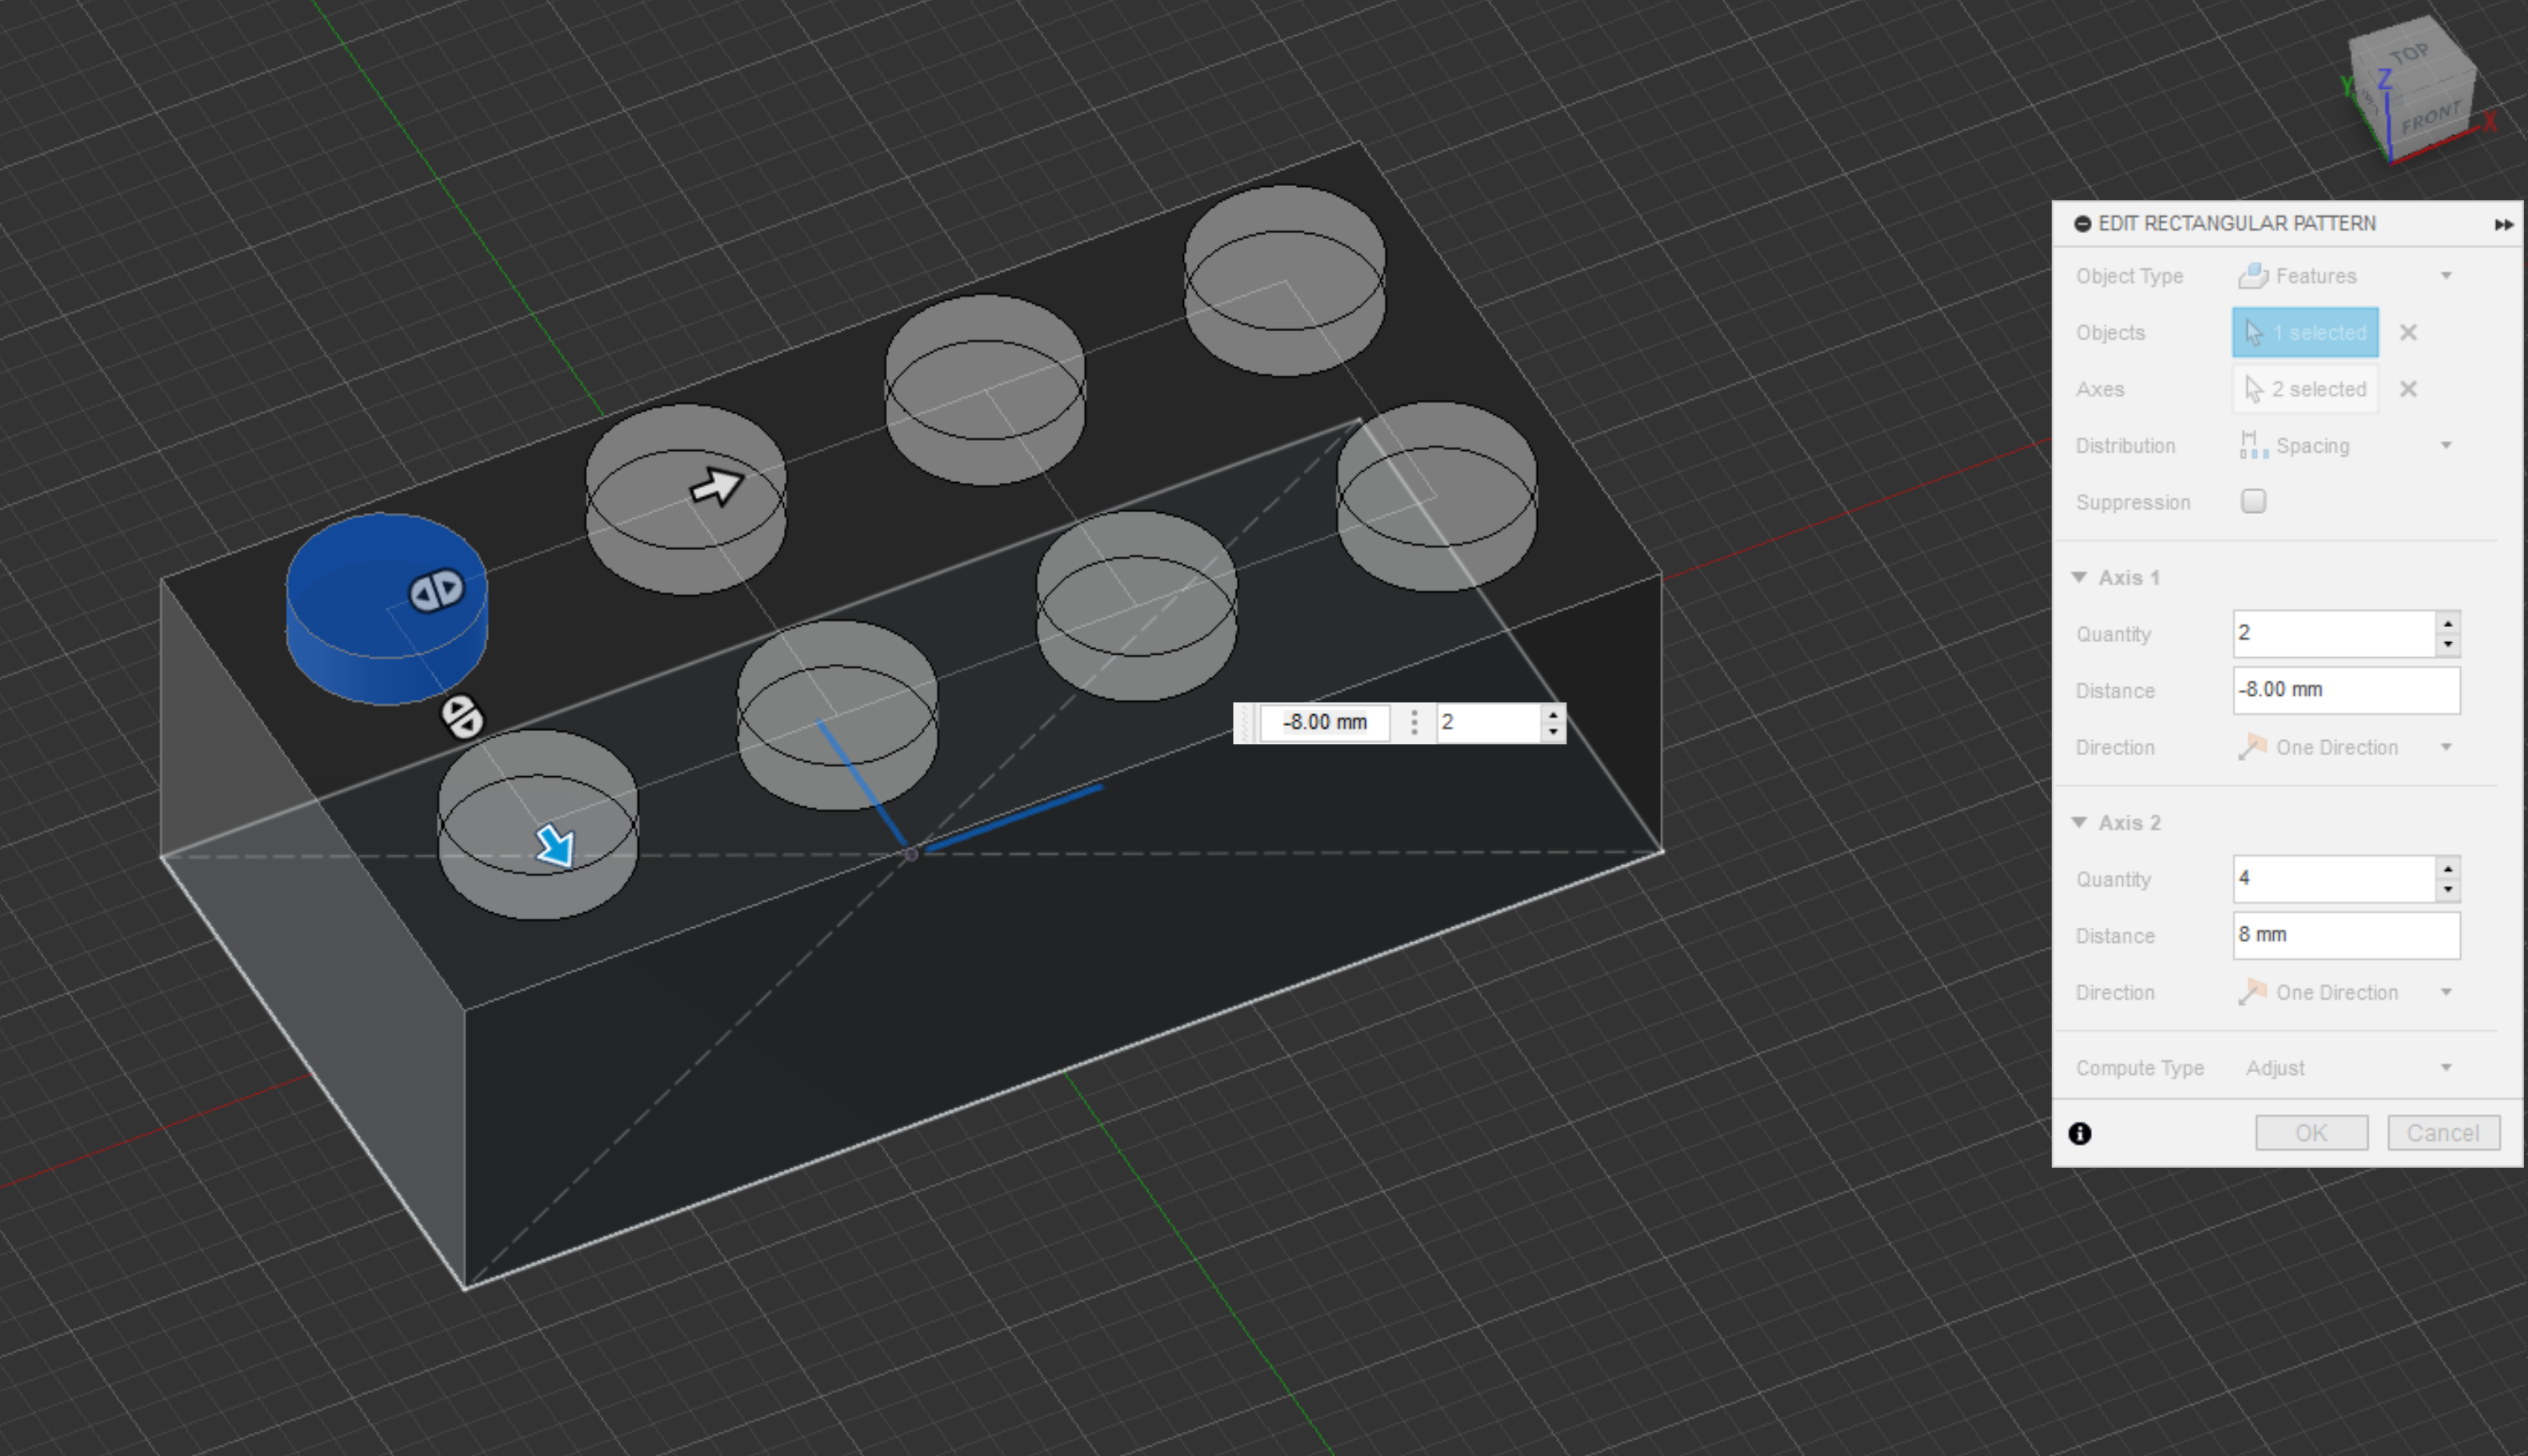 TOP
Z
Y
FRONT
X
EDIT RECTANGULAR PATTERN
Object Type Features
Objects 1 selected
Axes 2 selected
Distribution Spacing
Suppression
Axis 1
Quantity 2
Distance -8.00 mm
-8.00 mm 2
Direction One Direction
Axis 2
Quantity 4
Distance 8 mm
Direction One Direction
Compute Type Adjust
OK Cancel